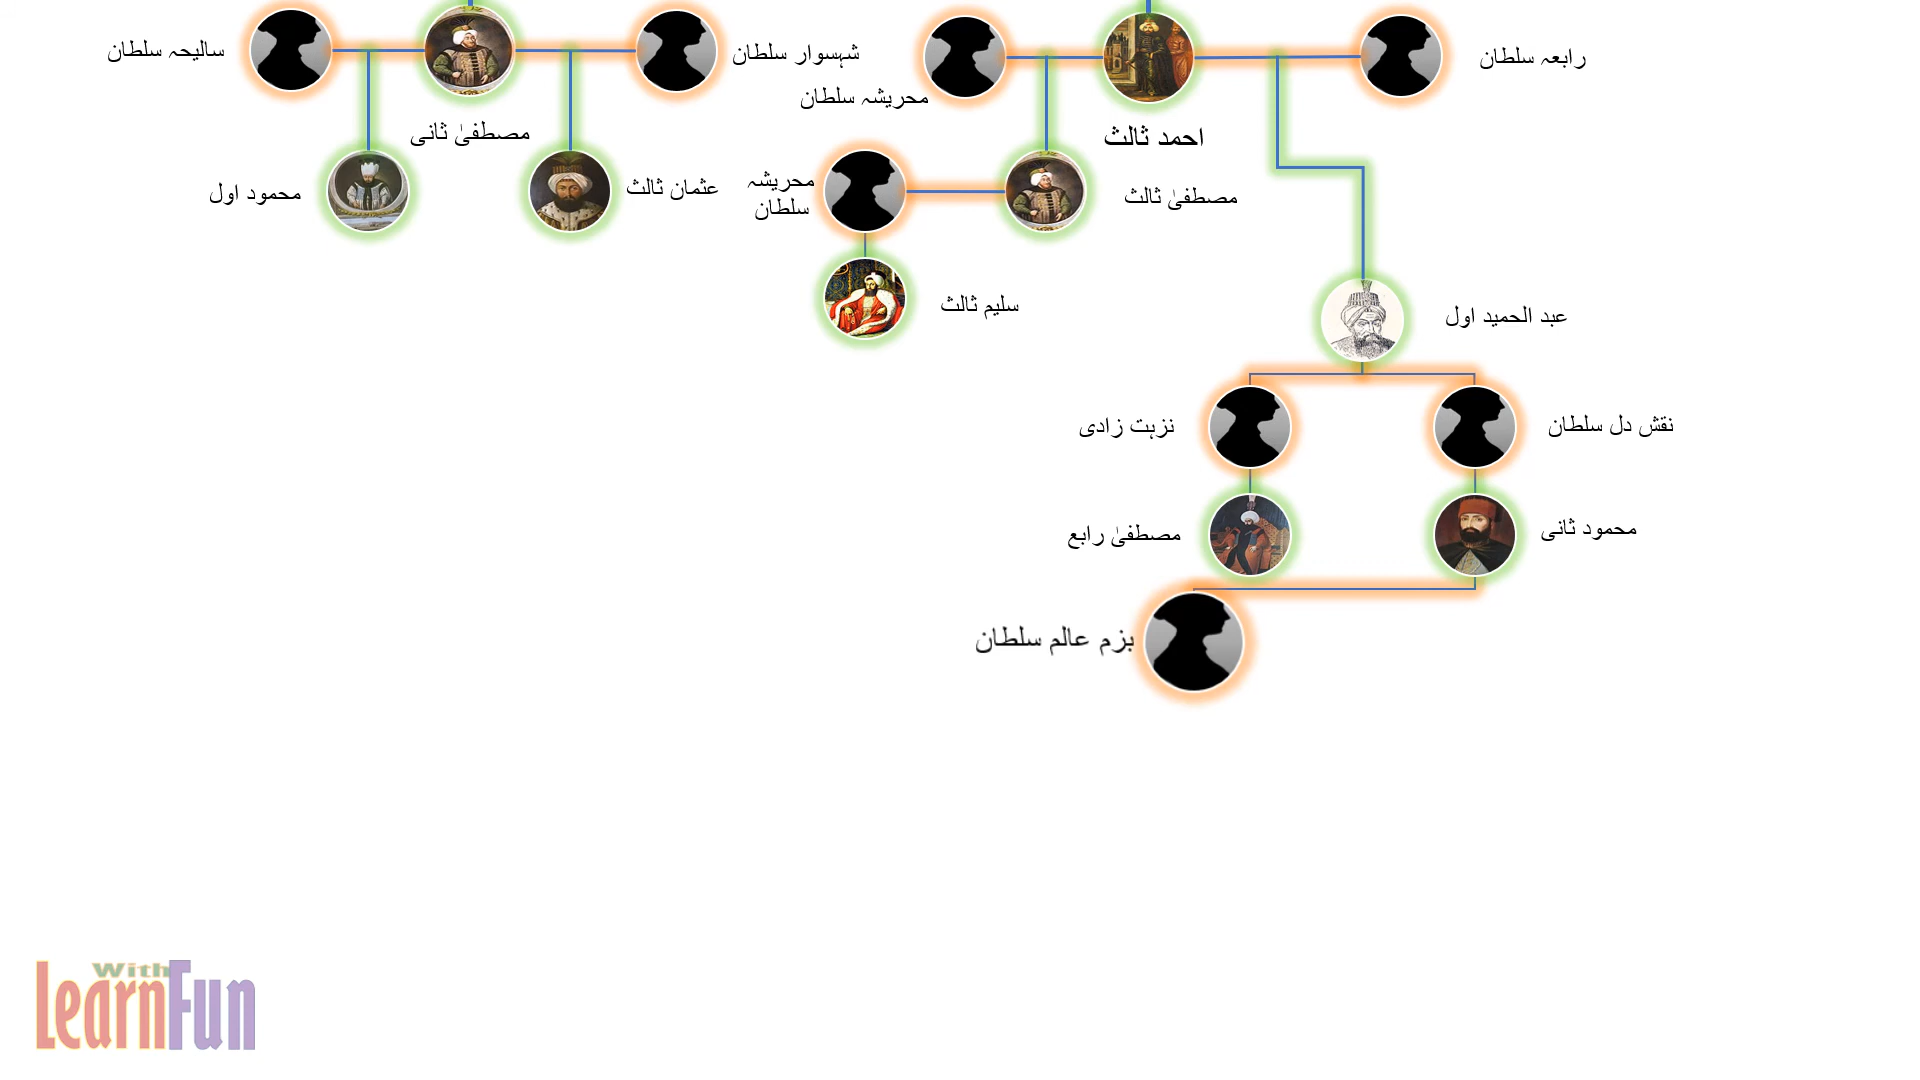 رابعہ سلطان
شہسوار سلطان
سالیحہ سلطان
محریشہ سلطان
احمد ثالث
مصطفیٰ ثانی
مصطفیٰ ثالث
محریشہ
سلطان
عثمان ثالث
محمود اول
سلیم ثالث
عبد الحمید اول
نقش دل سلطان
نزہت زادی
محمود ثانی
مصطفیٰ رابع
بزم عالم سلطان
With
LearnFun